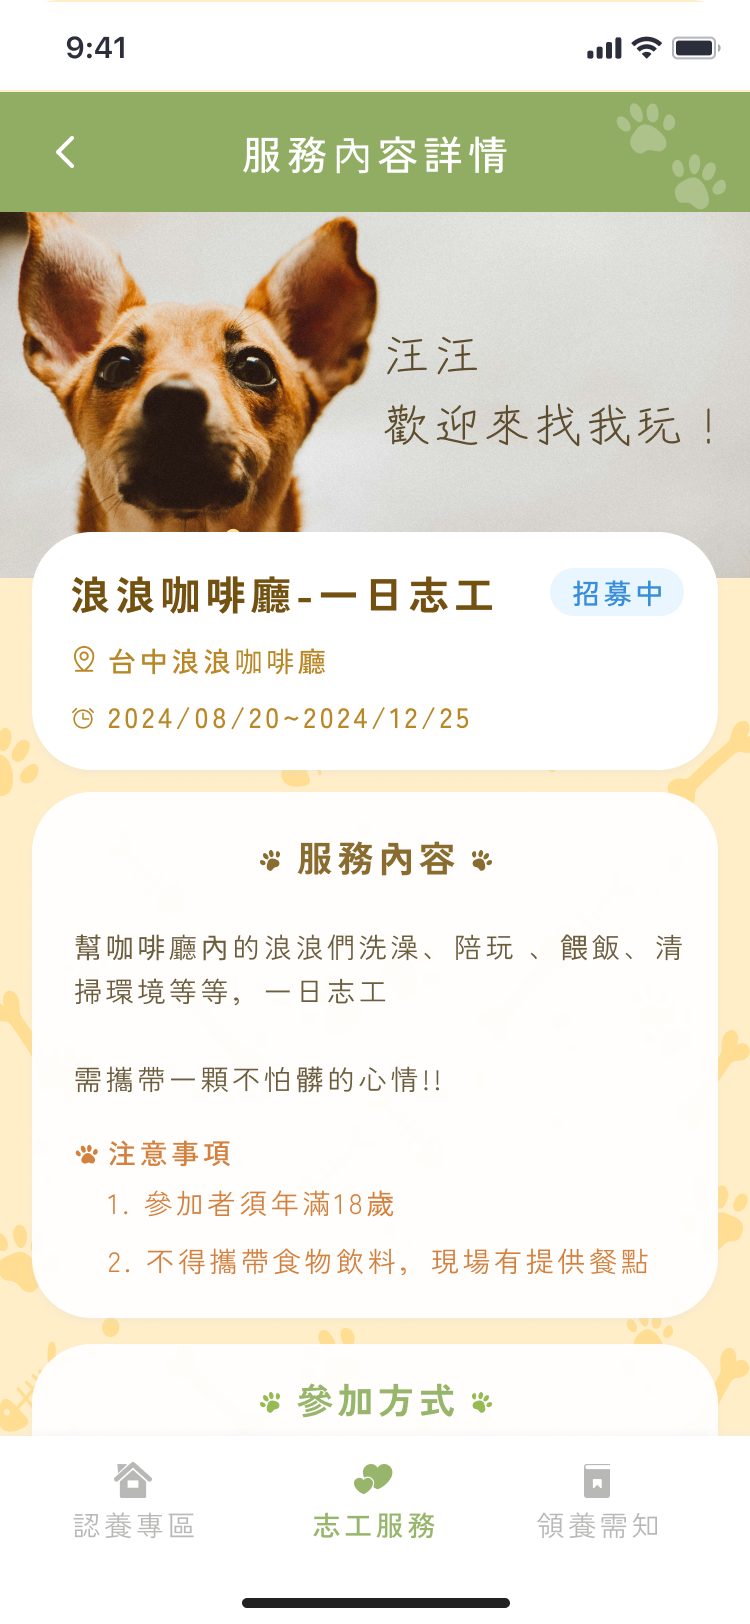 9:41
服務內容詳情
汪汪
歡迎來找我玩！
浪浪咖啡廳-一日志工
招募中
台中浪浪咖啡廳
2024/08/20~2024/12/25
服務內容
幫咖啡廳內的浪浪們洗澡、陪玩 、餵飯、清
掃環境等等，一日志工
需攜帶一顆不怕髒的心情!!
注意事項
1. 參加者須年滿18歲
2. 不得攜帶食物飲料，現場有提供餐點
參加方式
認養專區
志工服務
領養需知